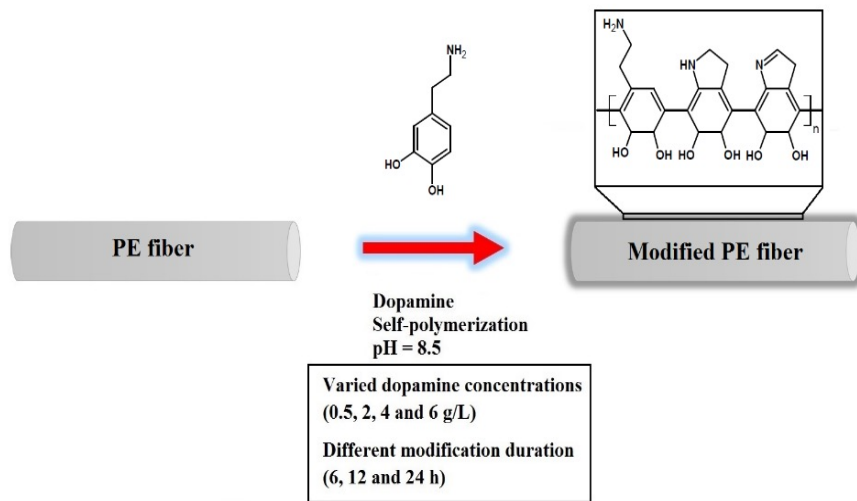 NH₂
HO
OH
H₂N
HN
N
n
HO OH HO OH HO OH
PE fiber
Modified PE fiber
Dopamine
Self-polymerization
pH = 8.5
Varied dopamine concentrations
(0.5, 2, 4 and 6 g/L)
Different modification duration
(6, 12 and 24 h)